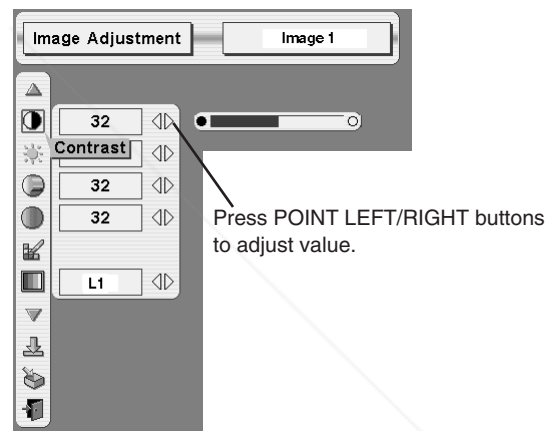 Image Adjustment
Image 1
32
Contrast
32
32
Press POINT LEFT/RIGHT buttons
to adjust value.
L1